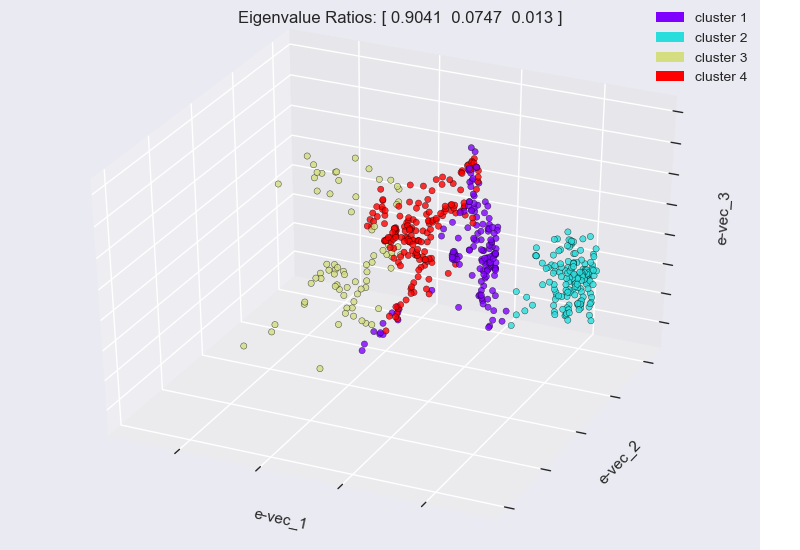 Eigenvalue Ratios: [ 0.9041  0.0747  0.013 ]
cluster 1
cluster 2
cluster 3
cluster 4
e-vec_3
e-vec_2
e-vec_1